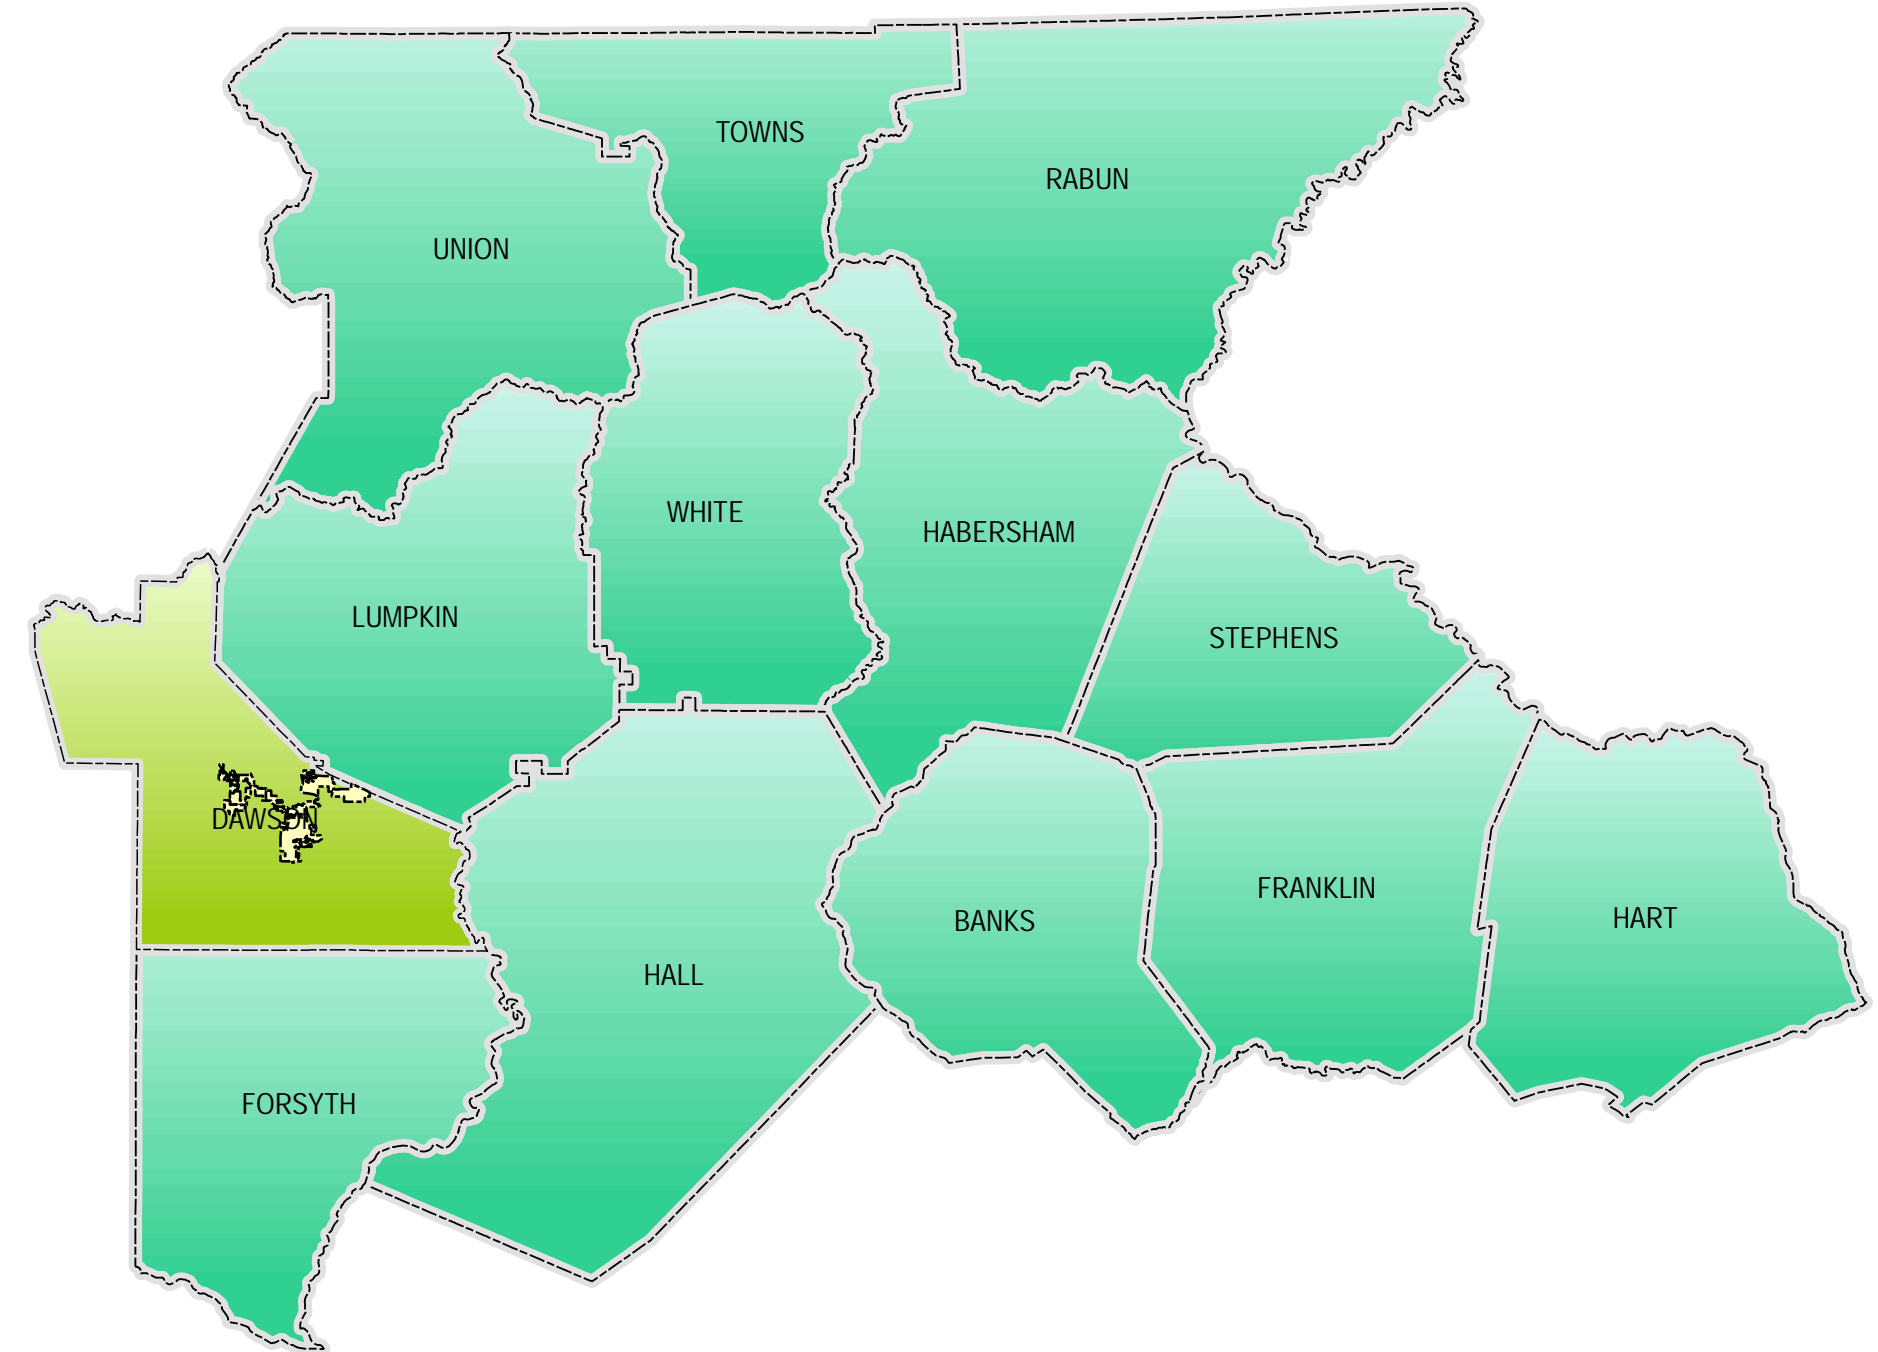 TOWNS
RABUN
UNION
WHITE
HABERSHAM
LUMPKIN
STEPHENS
DAWSON
FRANKLIN
HART
BANKS
HALL
FORSYTH